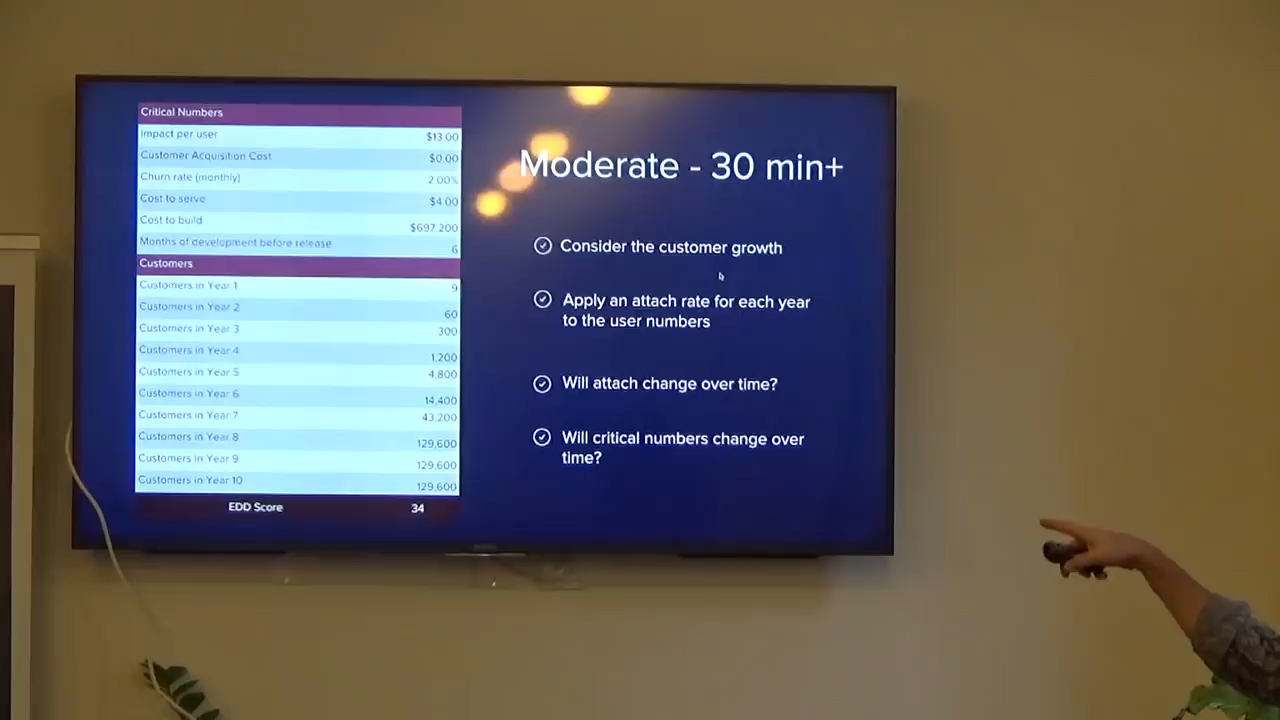 Critical Numbers
Impact per user $13.00
Customer Acquisition Cost $0.00
Churn rate (monthly) 2.00%
Cost to serve $4.00
Cost to build $697,200
Months of development before release 6
Customers
Customers in Year 1 9
Customers in Year 2 60
Customers in Year 3 300
Customers in Year 4 1,200
Customers in Year 5 4,800
Customers in Year 6 14,400
Customers in Year 7 43,200
Customers in Year 8 129,600
Customers in Year 9 129,600
Customers in Year 10 129,600
EDD Score 34
Moderate - 30 min+
Consider the customer growth
Apply an attach rate for each year
to the user numbers
Will attach change over time?
Will critical numbers change over
time?